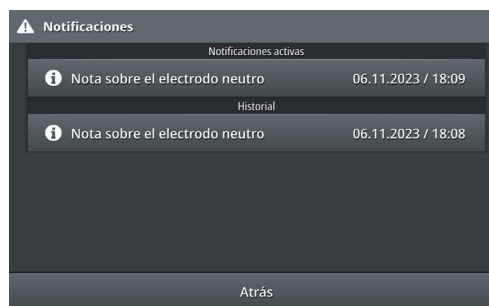 Notificaciones
Notificaciones activas
Nota sobre el electrodo neutro 06.11.2023 / 18:09
Historial
Nota sobre el electrodo neutro 06.11.2023 / 18:08
Atrás